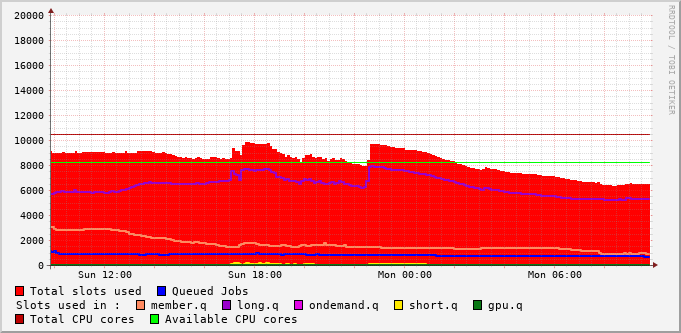 RRDTOOL / TOBI OETIKER
20000
18000
16000
14000
12000
10000
8000
6000
4000
2000
0
Sun 12:00 Sun 18:00 Mon 00:00 Mon 06:00
Total slots used Queued Jobs
Slots used in : member.q long.q ondemand.q short.q gpu.q
Total CPU cores Available CPU cores